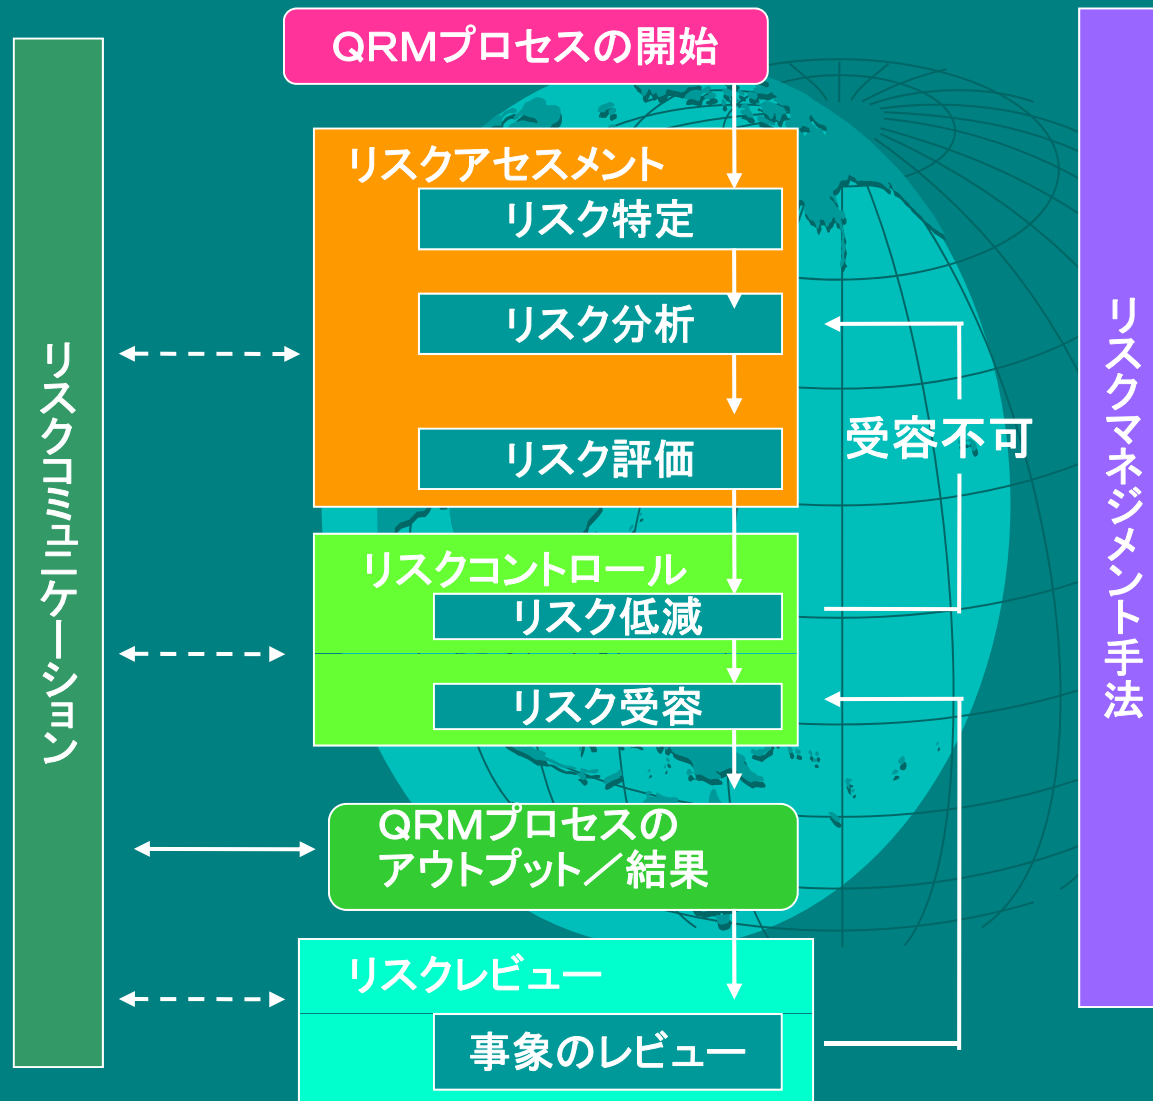 QRMプロセスの開始
リスクアセスメント
リスク特定
リスク分析
リスク評価
受容不可
リスクコントロール
リスク低減
リスク受容
QRMプロセスの
アウトプット／結果
リスクレビュー
事象のレビュー
リスクコミュニケーション
リスクマネジメント手法